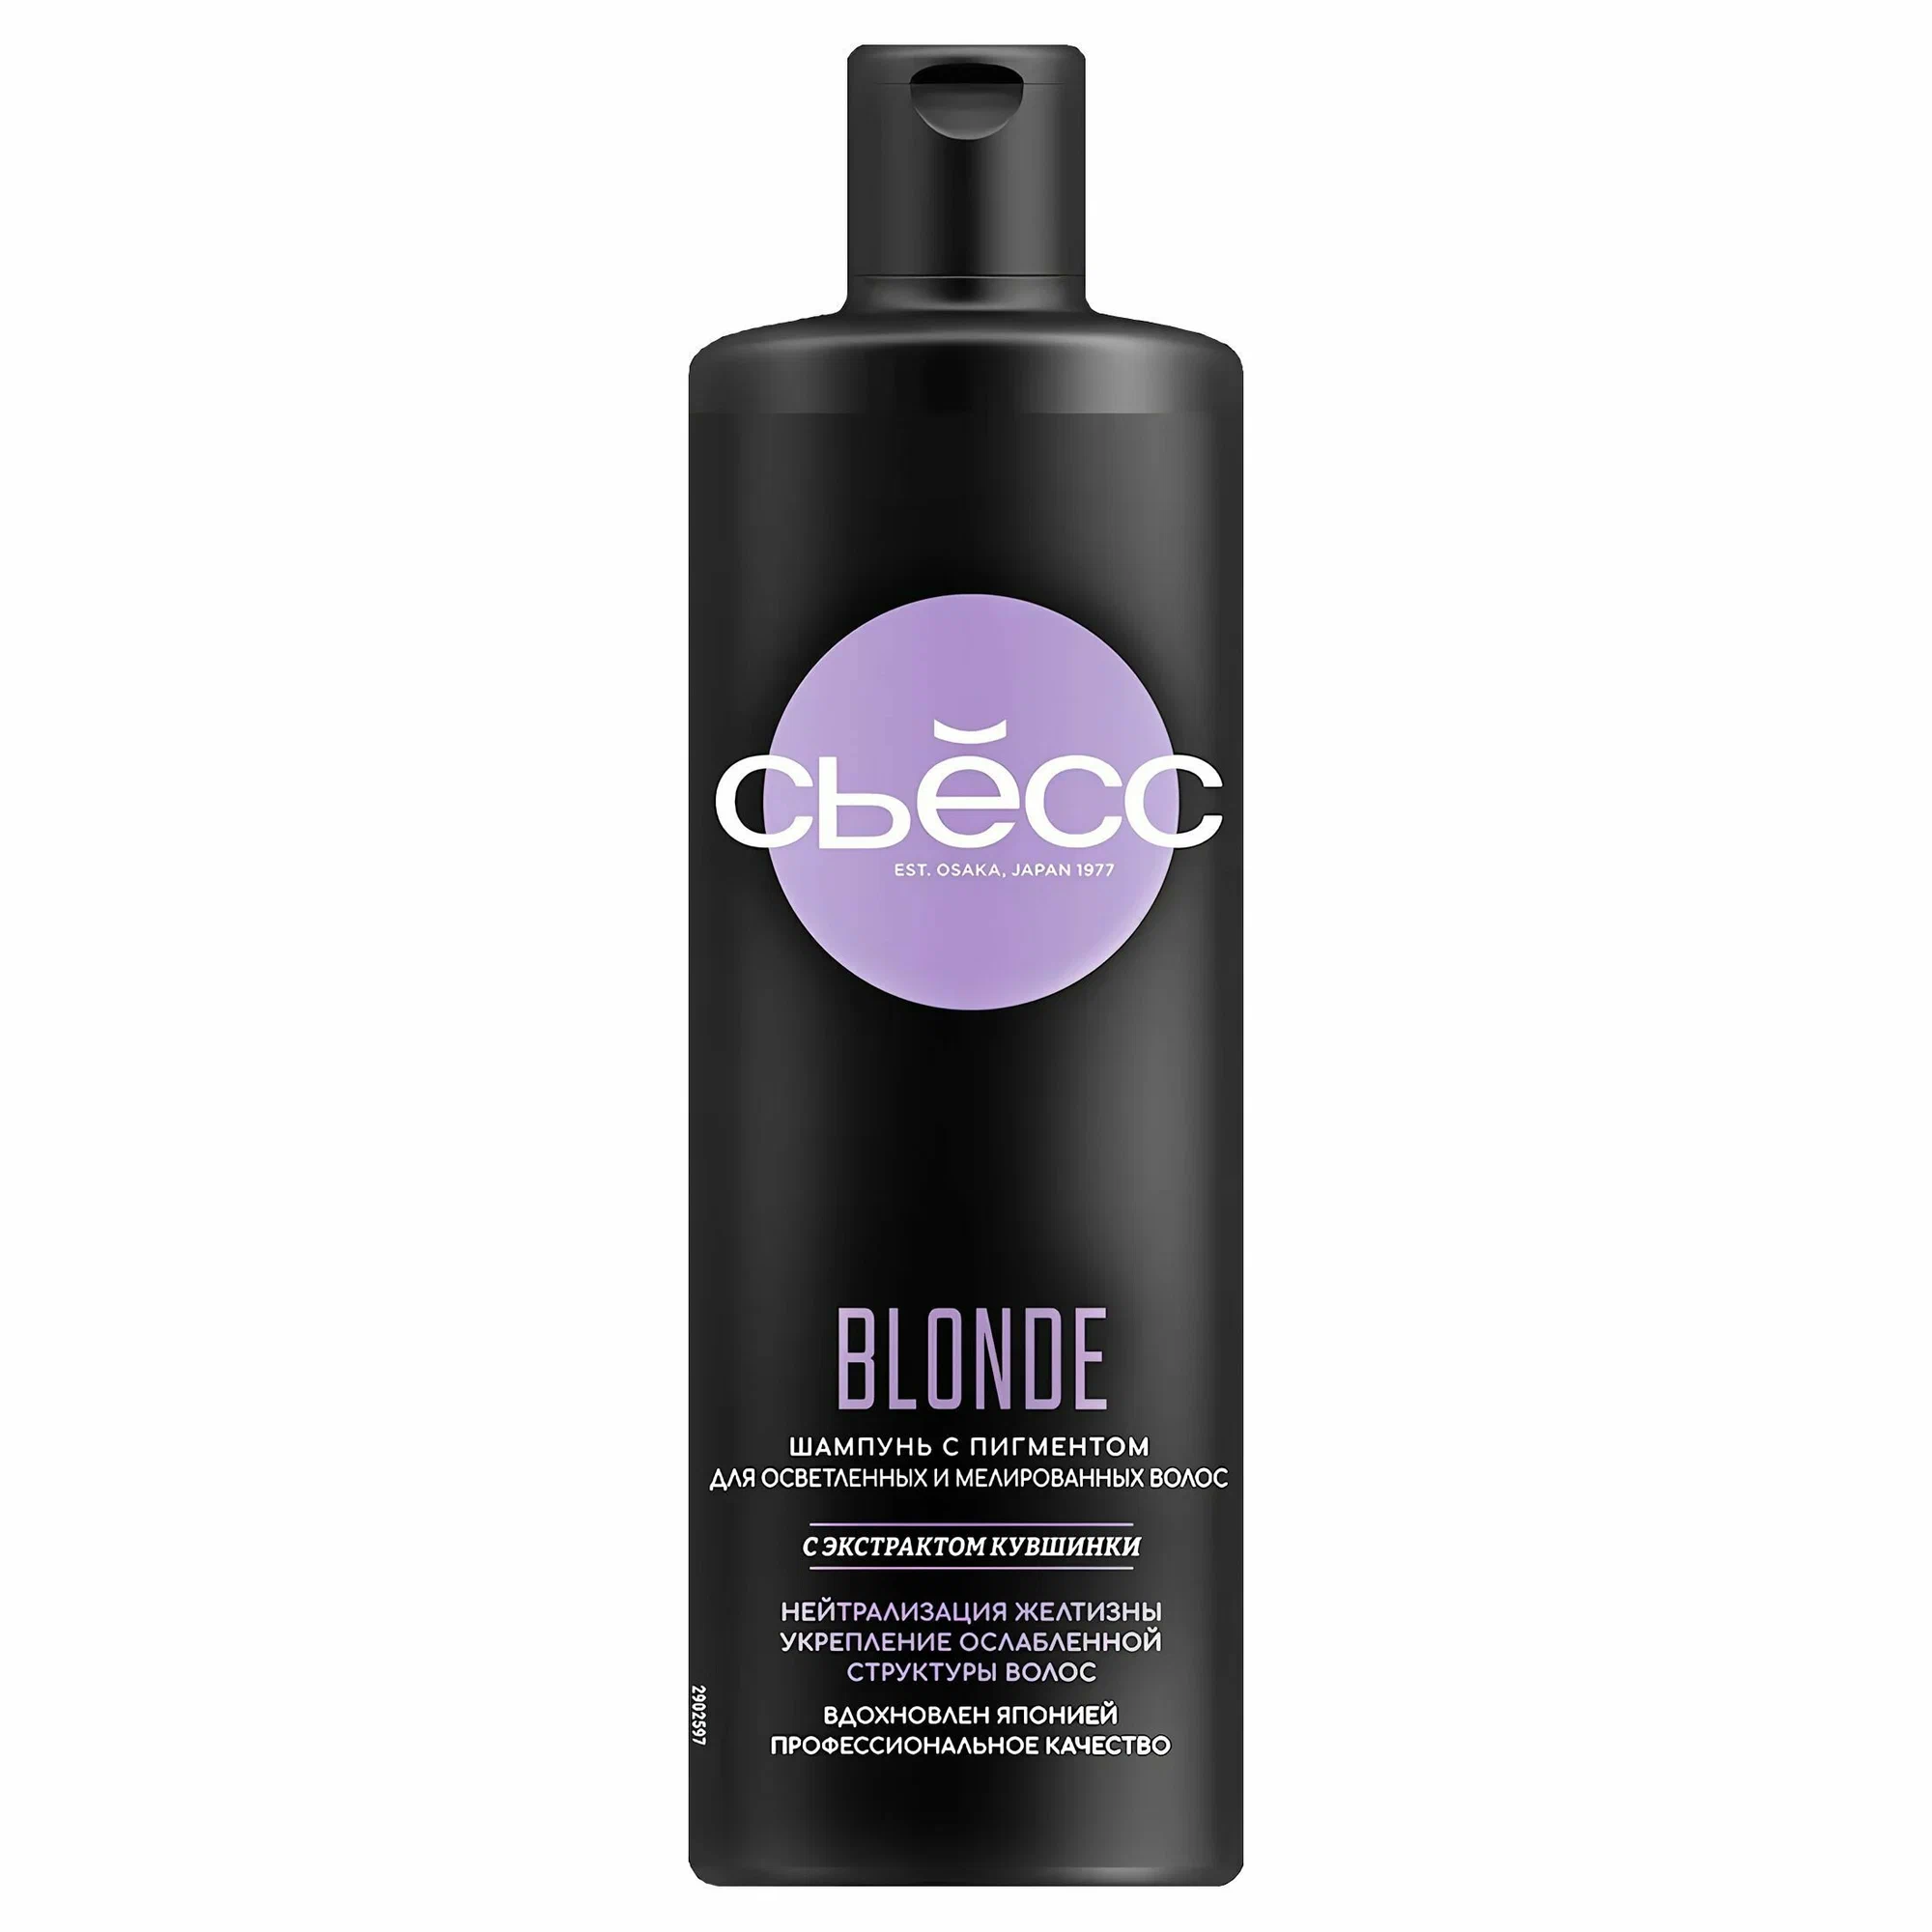 сьĕсс
EST. OSAKA, JAPAN 1977
BLONDE
ШАМПУНЬ С ПИГМЕНТОМ
ДЛЯ ОСВЕТЛЕННЫХ И МЕЛИРОВАННЫХ ВОЛОС
С ЭКСТРАКТОМ КУВШИНКИ
НЕЙТРАЛИЗАЦИЯ ЖЕЛТИЗНЫ
УКРЕПЛЕНИЕ ОСЛАБЛЕННОЙ
СТРУКТУРЫ ВОЛОС
ВДОХНОВЛЕН ЯПОНИЕЙ
ПРОФЕССИОНАЛЬНОЕ КАЧЕСТВО
2902597